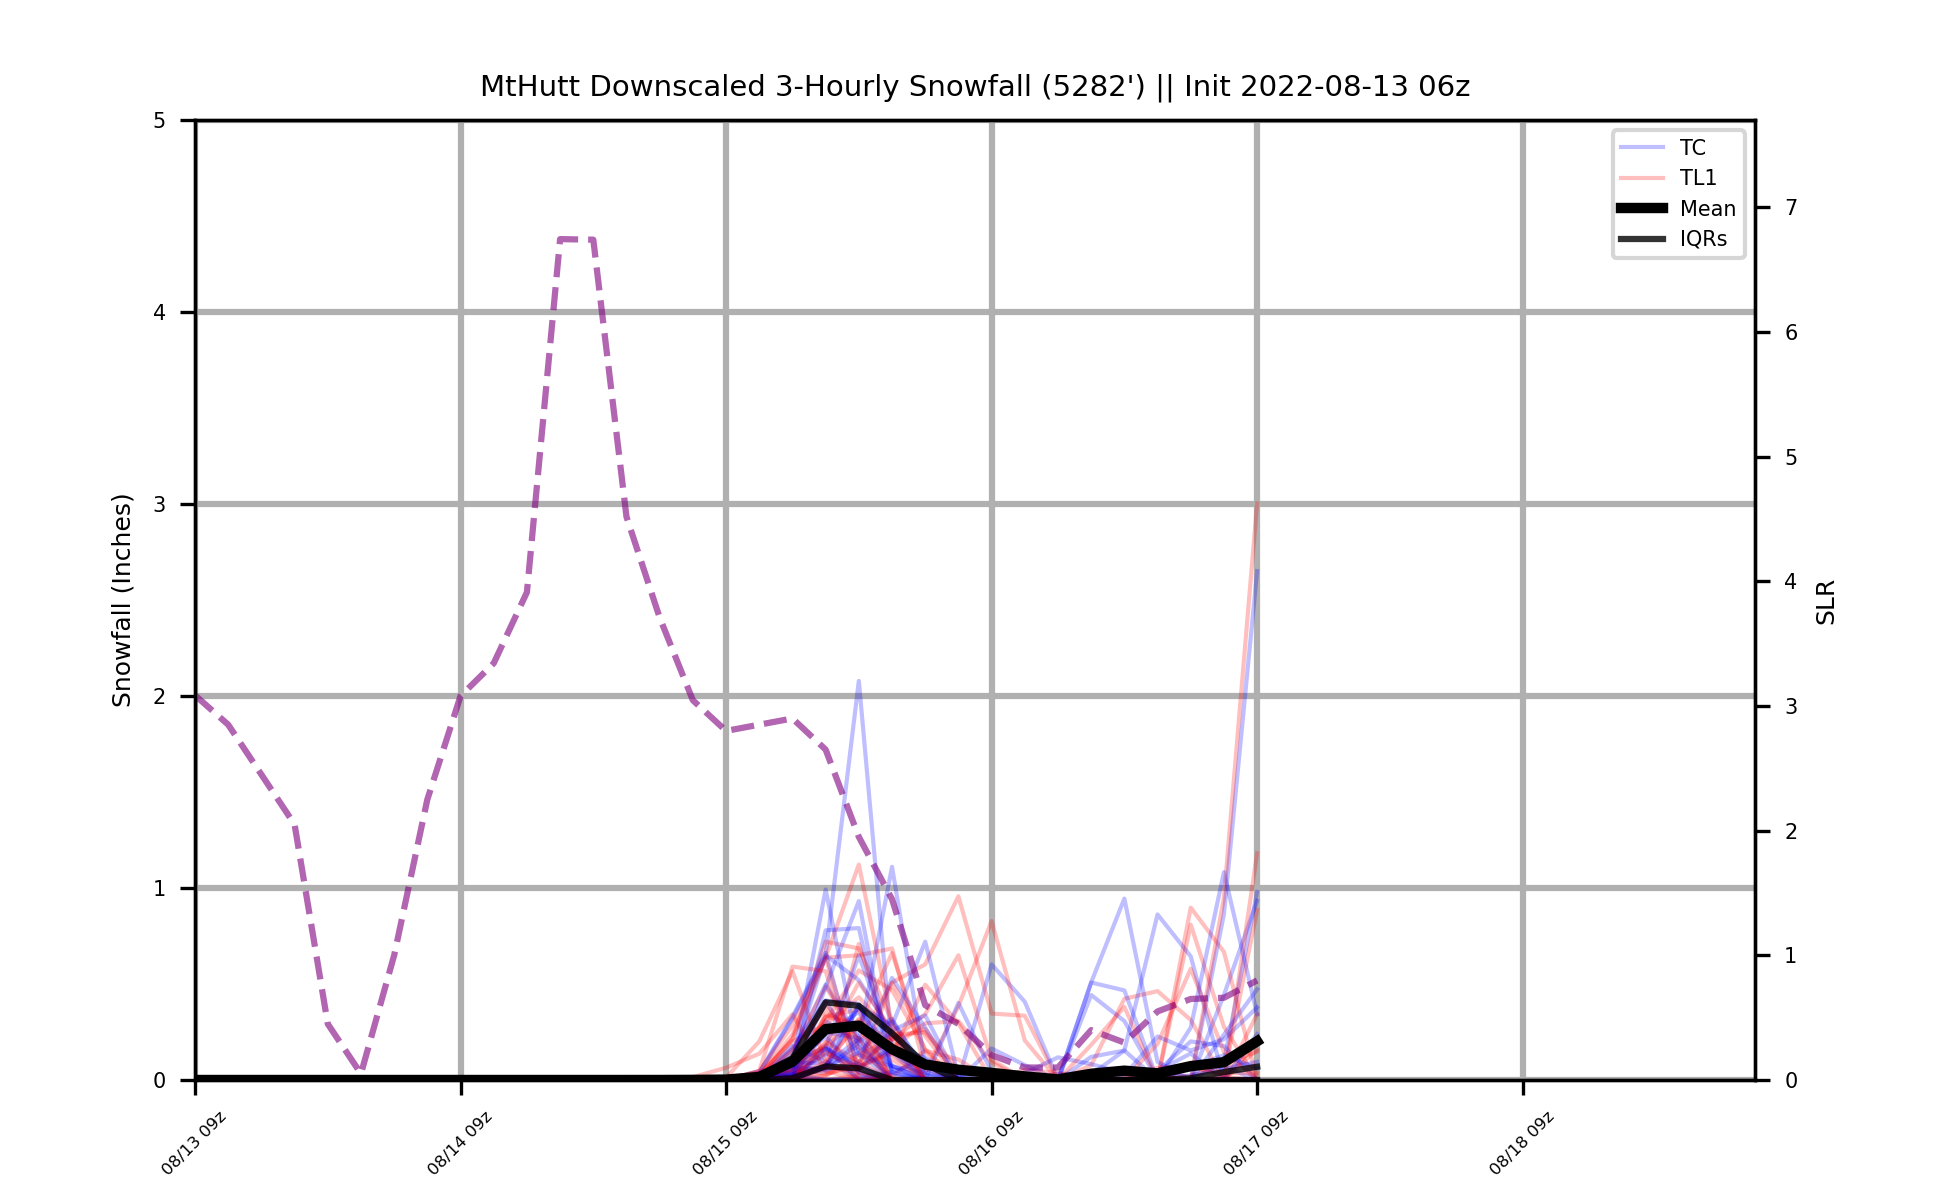 MtHutt Downscaled 3-Hourly Snowfall (5282') || Init 2022-08-13 06z
TC
TL1
Mean
IQRs
Snowfall (Inches)
5
4
3
2
1
0
SLR
7
6
5
4
3
2
1
0
08/13 09z
08/14 09z
08/15 09z
08/16 09z
08/17 09z
08/18 09z